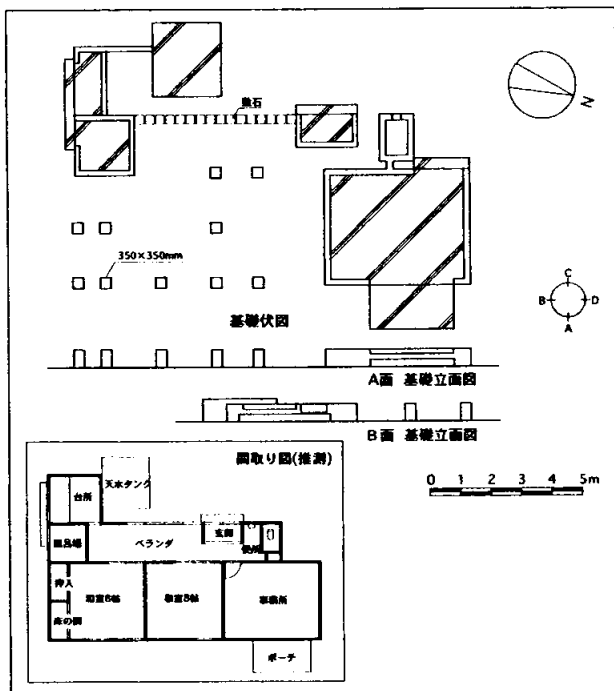 敷石
N
350×350mm
C
B
D
A
基礎伏図
A面 基礎立面図
B面 基礎立面図
間取り図(推測)
0 1 2 3 4 5m
天水タンク
台所
玄関
便所
風呂場
ベランダ
押入
和室6帖
和室8帖
事務所
床の間
ポーチ